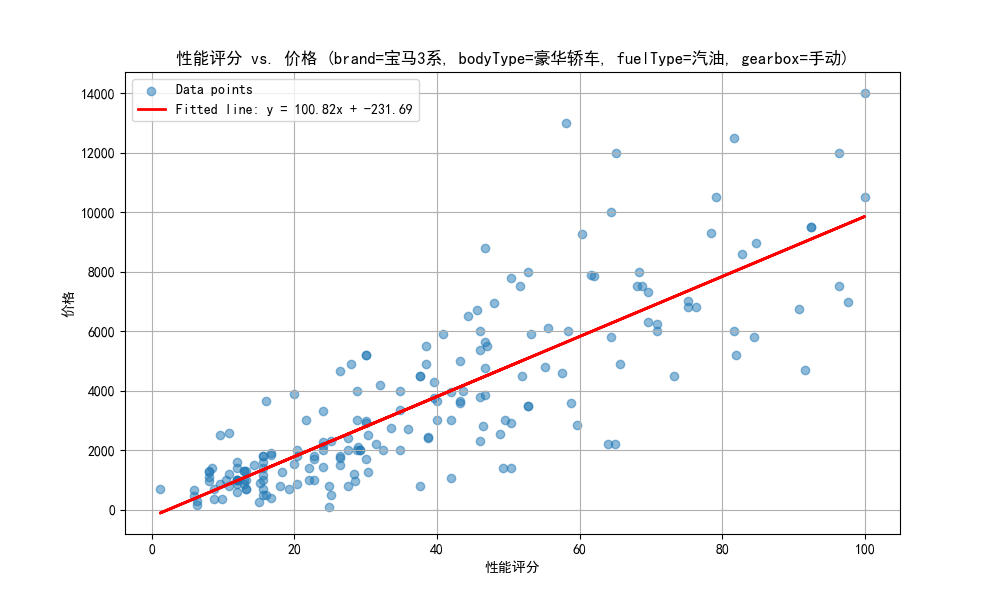 性能评分 vs. 价格 (brand=宝马3系, bodyType=豪华轿车, fuelType=汽油, gearbox=手动)
Data points
Fitted line: y = 100.82x + -231.69
14000
12000
10000
8000
6000
4000
2000
0
价格
0 20 40 60 80 100
性能评分